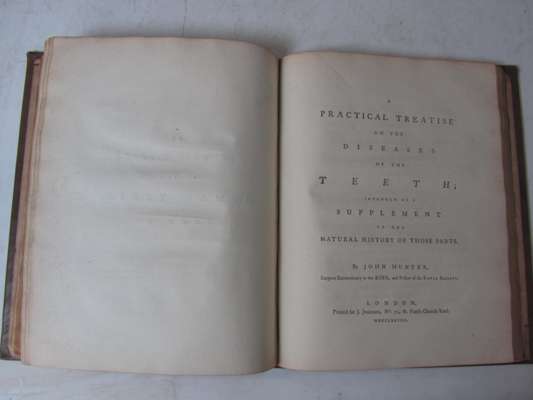 A
PRACTICAL TREATISE
ON THE
DISEASES
OF THE
TEETH;
INTENDED AS A
SUPPLEMENT
TO THE
NATURAL HISTORY OF THOSE PARTS.
By JOHN HUNTER,
Surgeon Extraordinary to the KING, and Fellow of the ROYAL SOCIETY.
LONDON,
Printed for J. JOHNSON, No. 72, St. Paul's Church-Yard.
MDCCLXXVIII.